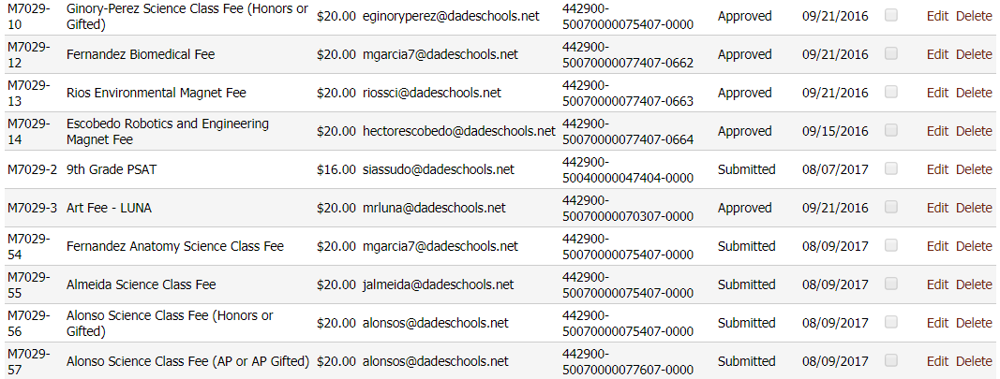 M7029-10 Ginory-Perez Science Class Fee (Honors or Gifted) $20.00 eginoryperez@dadeschools.net 442900-50070000075407-0000 Approved 09/21/2016 Edit Delete
M7029-12 Fernandez Biomedical Fee $20.00 mgarcia7@dadeschools.net 442900-50070000077407-0662 Approved 09/21/2016 Edit Delete
M7029-13 Rios Environmental Magnet Fee $20.00 riossci@dadeschools.net 442900-50070000077407-0663 Approved 09/21/2016 Edit Delete
M7029-14 Escobedo Robotics and Engineering Magnet Fee $20.00 hectorescobedo@dadeschools.net 442900-50070000077407-0664 Approved 09/15/2016 Edit Delete
M7029-2 9th Grade PSAT $16.00 siassudo@dadeschools.net 442900-50040000047404-0000 Submitted 08/07/2017 Edit Delete
M7029-3 Art Fee - LUNA $20.00 mrluna@dadeschools.net 442900-50070000070307-0000 Approved 09/21/2016 Edit Delete
M7029-54 Fernandez Anatomy Science Class Fee $20.00 mgarcia7@dadeschools.net 442900-50070000075407-0000 Submitted 08/09/2017 Edit Delete
M7029-55 Almeida Science Class Fee $20.00 jalmeida@dadeschools.net 442900-50070000075407-0000 Submitted 08/09/2017 Edit Delete
M7029-56 Alonso Science Class Fee (Honors or Gifted) $20.00 alonsos@dadeschools.net 442900-50070000075407-0000 Submitted 08/09/2017 Edit Delete
M7029-57 Alonso Science Class Fee (AP or AP Gifted) $20.00 alonsos@dadeschools.net 442900-50070000077607-0000 Submitted 08/09/2017 Edit Delete